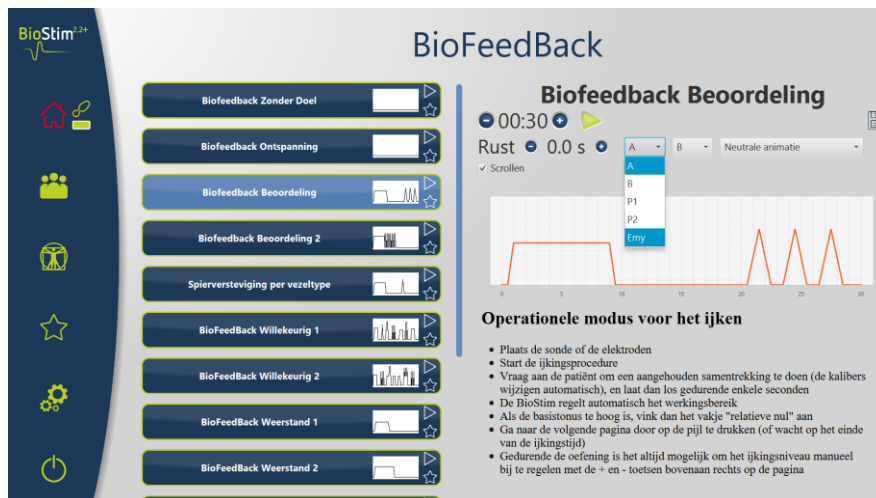 BioStim 2.2+
BioFeedBack
Biofeedback Zonder Doel
Biofeedback Ontspanning
Biofeedback Beoordeling
Biofeedback Beoordeling 2
Spierversteviging per vezeltype
BioFeedBack Willekeurig 1
BioFeedBack Willekeurig 2
BioFeedBack Weerstand 1
BioFeedBack Weerstand 2
Biofeedback Beoordeling
00:30
Rust 0.0 s A B Neutrale animatie
Scrollen
A
B
P1
P2
Emy
0 5 10 15 20 25 30
Operationele modus voor het ijken
• Plaats de sonde of de elektroden
• Start de ijkingsprocedure
• Vraag aan de patiënt om een aangehouden samentrekking te doen (de kalibers
wijzigen automatisch), en laat dan los gedurende enkele seconden
• De BioStim regelt automatisch het werkingsbereik
• Als de basistonus te hoog is, vink dan het vakje "relatieve nul" aan
• Ga naar de volgende pagina door op de pijl te drukken (of wacht op het einde
van de ijkingstijd)
• Gedurende de oefening is het altijd mogelijk om het ijkingsniveau manueel
bij te regelen met de + en - toetsen bovenaan rechts op de pagina